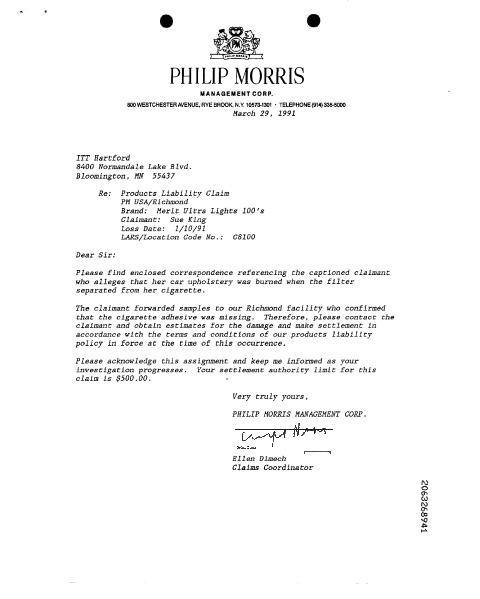 PM
PHILIP MORRIS
MANAGEMENT CORP.
800 WESTCHESTER AVENUE, RYE BROOK, N.Y. 10573-1301 · TELEPHONE (914) 335-5000
March 29, 1991
ITT Hartford
8400 Normandale Lake Blvd.
Bloomington, MN 55437
Re: Products Liability Claim
PM USA/Richmond
Brand: Merit Ultra Lights 100's
Claimant: Sue King
Loss Date: 1/10/91
LARS/Location Code No.: C8100
Dear Sir:
Please find enclosed correspondence referencing the captioned claimant
who alleges that her car upholstery was burned when the filter
separated from her cigarette.
The claimant forwarded samples to our Richmond facility who confirmed
that the cigarette adhesive was missing. Therefore, please contact the
claimant and obtain estimates for the damage and make settlement in
accordance with the terms and conditions of our products liability
policy in force at the time of this occurrence.
Please acknowledge this assignment and keep me informed as your
investigation progresses. Your settlement authority limit for this
claim is $500.00.
Very truly yours,
PHILIP MORRIS MANAGEMENT CORP.
Ellen Dimech
Claims Coordinator
2063268941